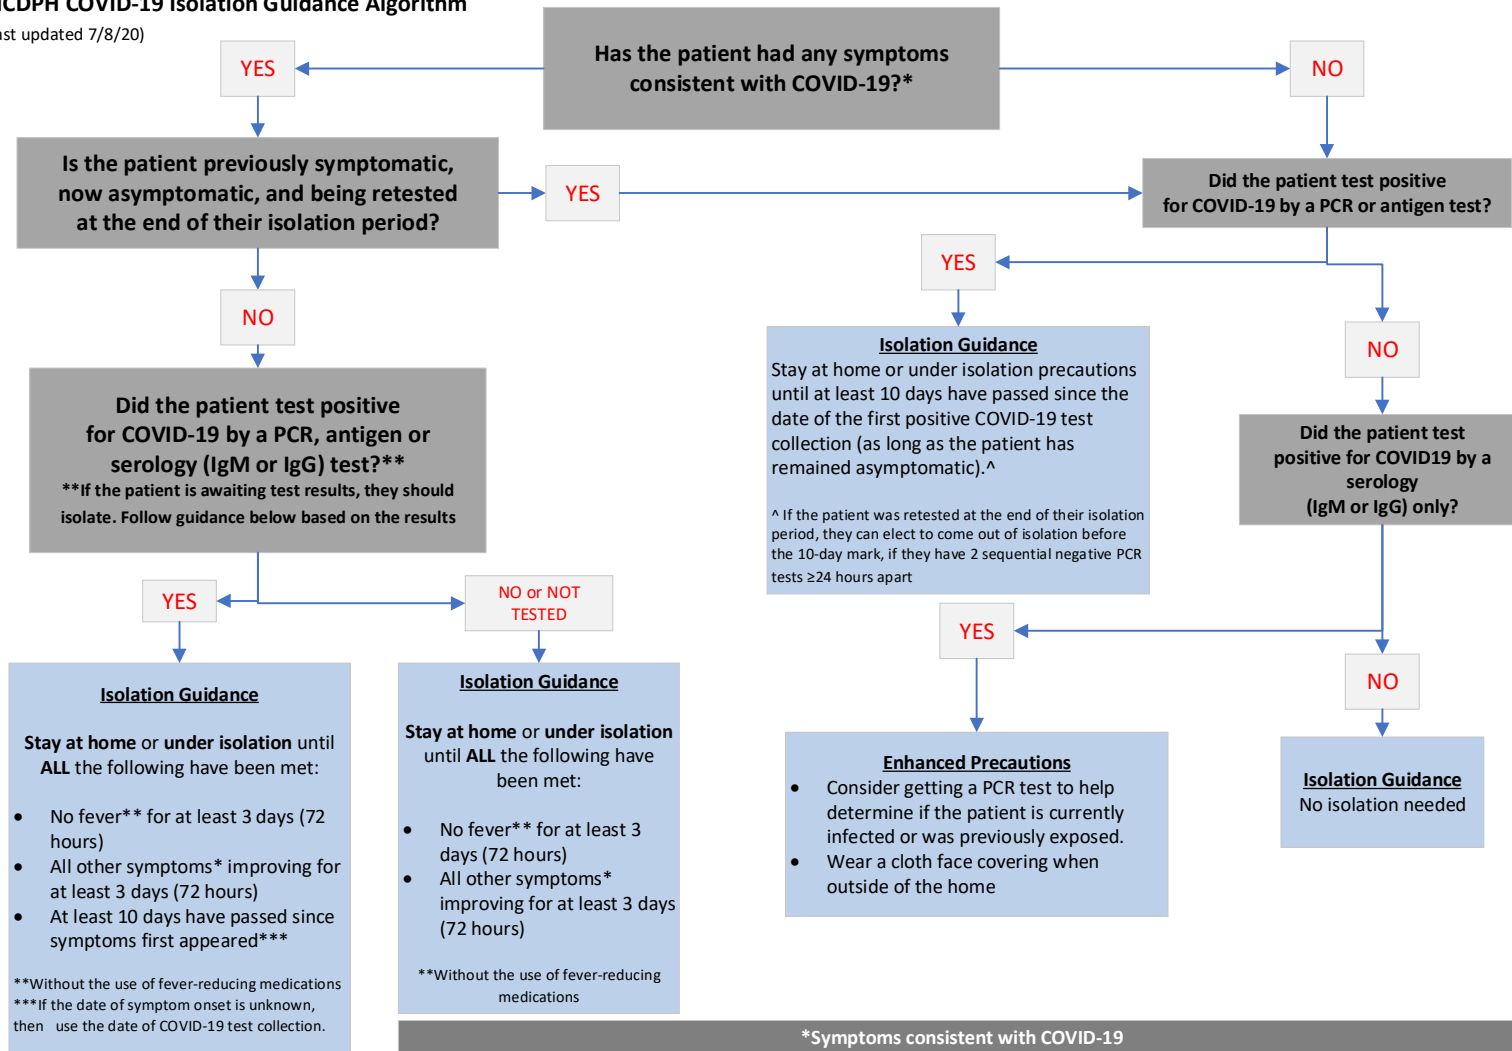 COVID-19 Isolation Guidance Algorithm
updated 7/8/20)
Has the patient had any symptoms
consistent with COVID-19?*
YES
NO
Is the patient previously symptomatic,
now asymptomatic, and being retested
at the end of their isolation period?
YES
Did the patient test positive
for COVID-19 by a PCR or antigen test?
YES
NO
NO
Isolation Guidance
Stay at home or under isolation precautions
until at least 10 days have passed since the
date of the first positive COVID-19 test
collection (as long as the patient has
remained asymptomatic).^
^ If the patient was retested at the end of their isolation
period, they can elect to come out of isolation before
the 10-day mark, if they have 2 sequential negative PCR
tests ≥24 hours apart
Did the patient test positive
for COVID-19 by a PCR, antigen or
serology (IgM or IgG) test?**
**If the patient is awaiting test results, they should
isolate. Follow guidance below based on the results
Did the patient test
positive for COVID19 by a
serology
(IgM or IgG) only?
YES
NO or NOT
TESTED
YES
NO
Isolation Guidance
Stay at home or under isolation until
ALL the following have been met:
• No fever** for at least 3 days (72
hours)
• All other symptoms* improving for
at least 3 days (72 hours)
• At least 10 days have passed since
symptoms first appeared***
**Without the use of fever-reducing medications
***If the date of symptom onset is unknown,
then use the date of COVID-19 test collection.
Isolation Guidance
Stay at home or under isolation
until ALL the following have
been met:
• No fever** for at least 3
days (72 hours)
• All other symptoms*
improving for at least 3 days
(72 hours)
**Without the use of fever-reducing
medications
Enhanced Precautions
• Consider getting a PCR test to help
determine if the patient is currently
infected or was previously exposed.
• Wear a cloth face covering when
outside of the home
Isolation Guidance
No isolation needed
*Symptoms consistent with COVID-19